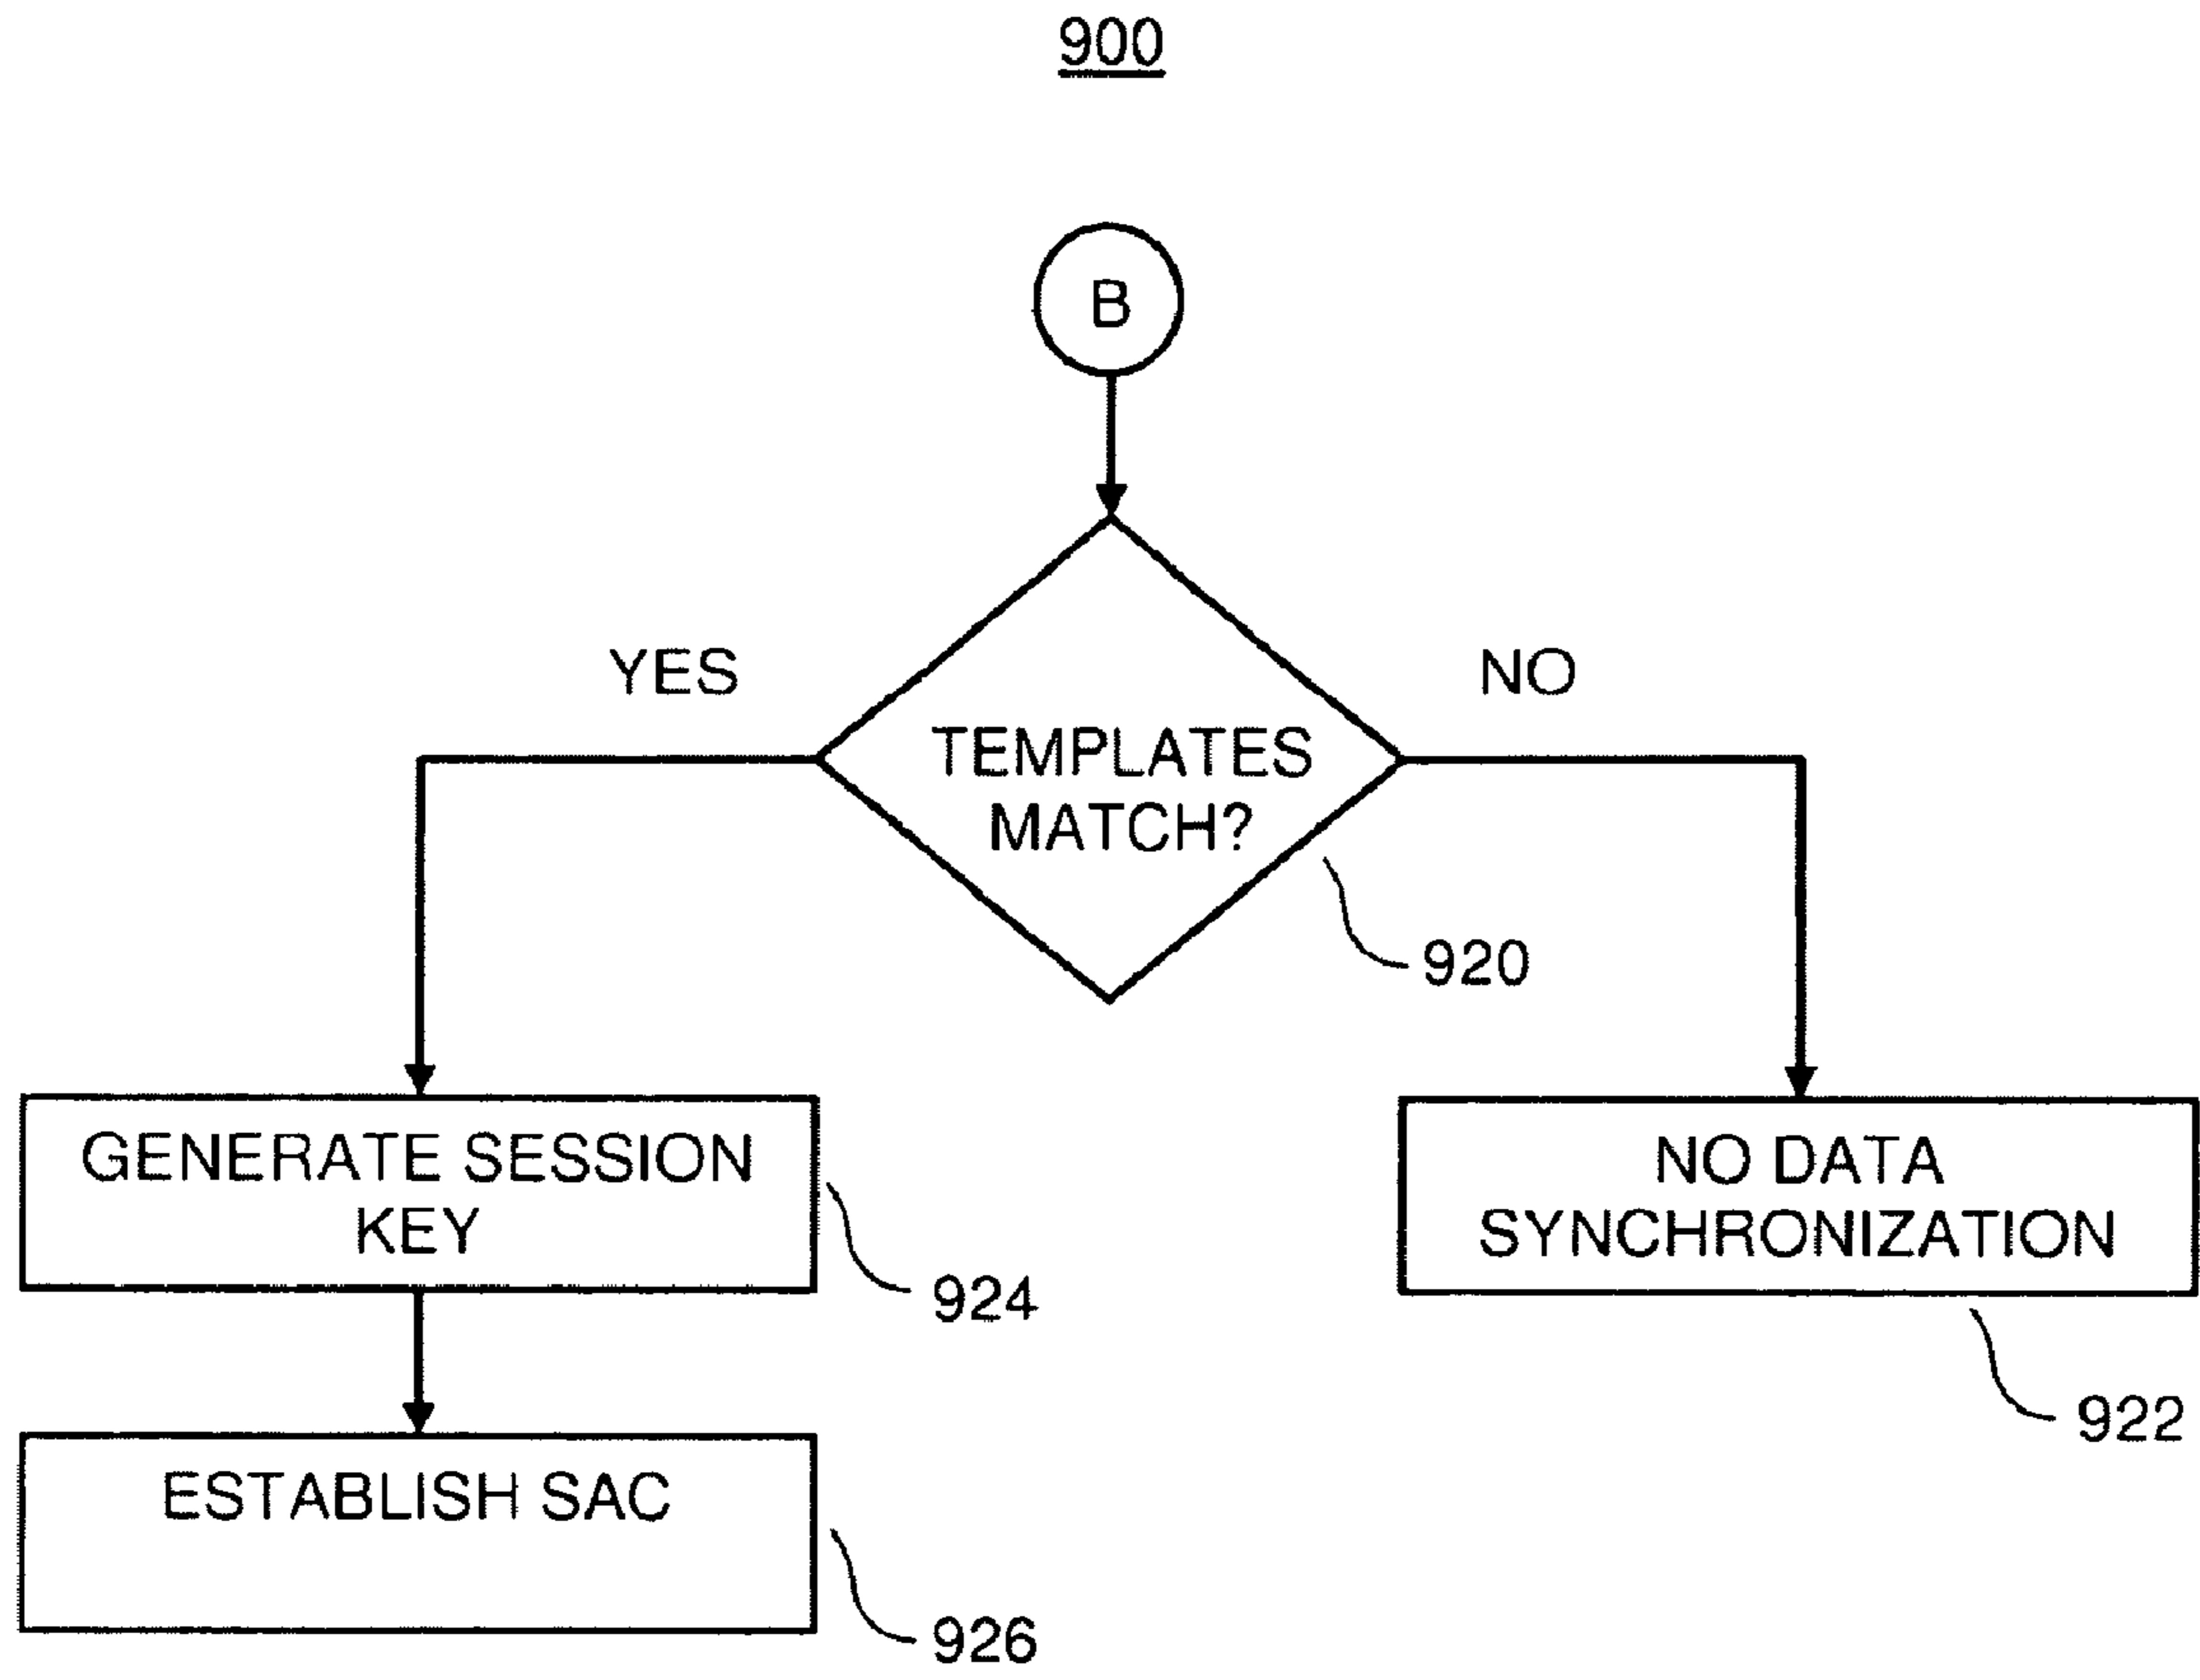 900
B
YES
NO
TEMPLATES
MATCH?
920
GENERATE SESSION
KEY
924
NO DATA
SYNCHRONIZATION
922
ESTABLISH SAC
926